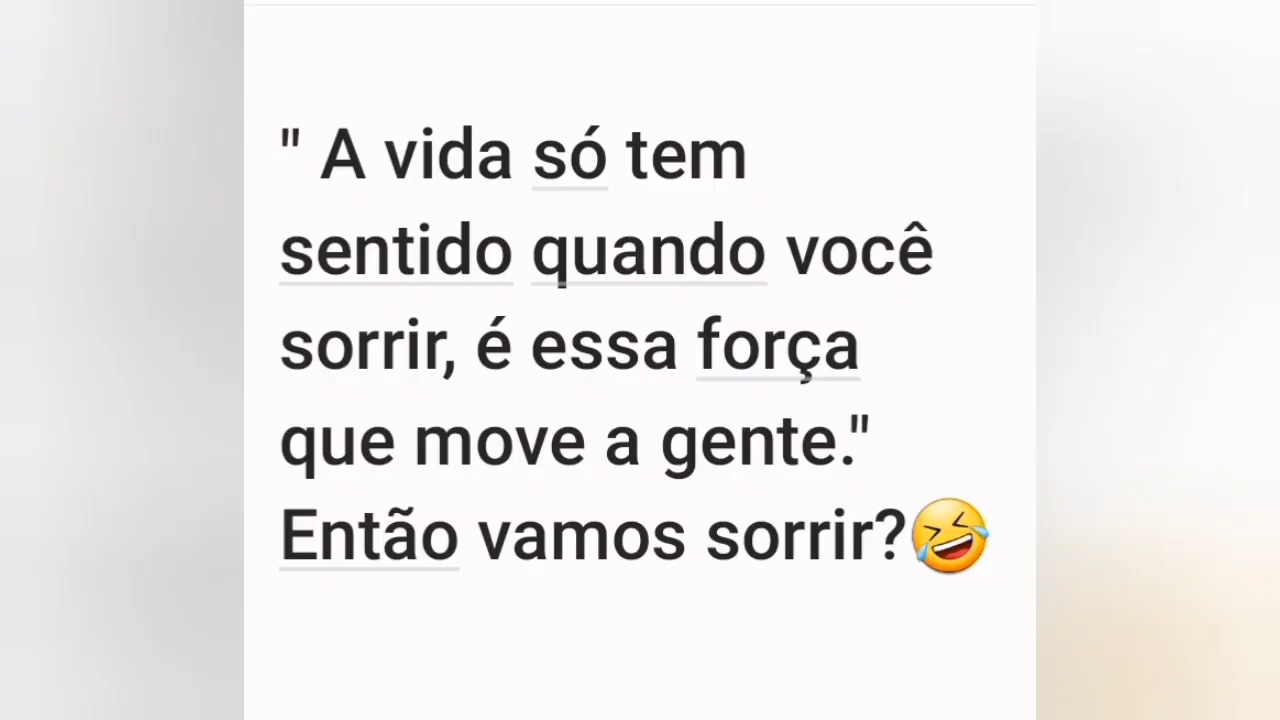 " A vida só tem
sentido quando você
sorrir, é essa força
que move a gente."
Então vamos sorrir?🤣